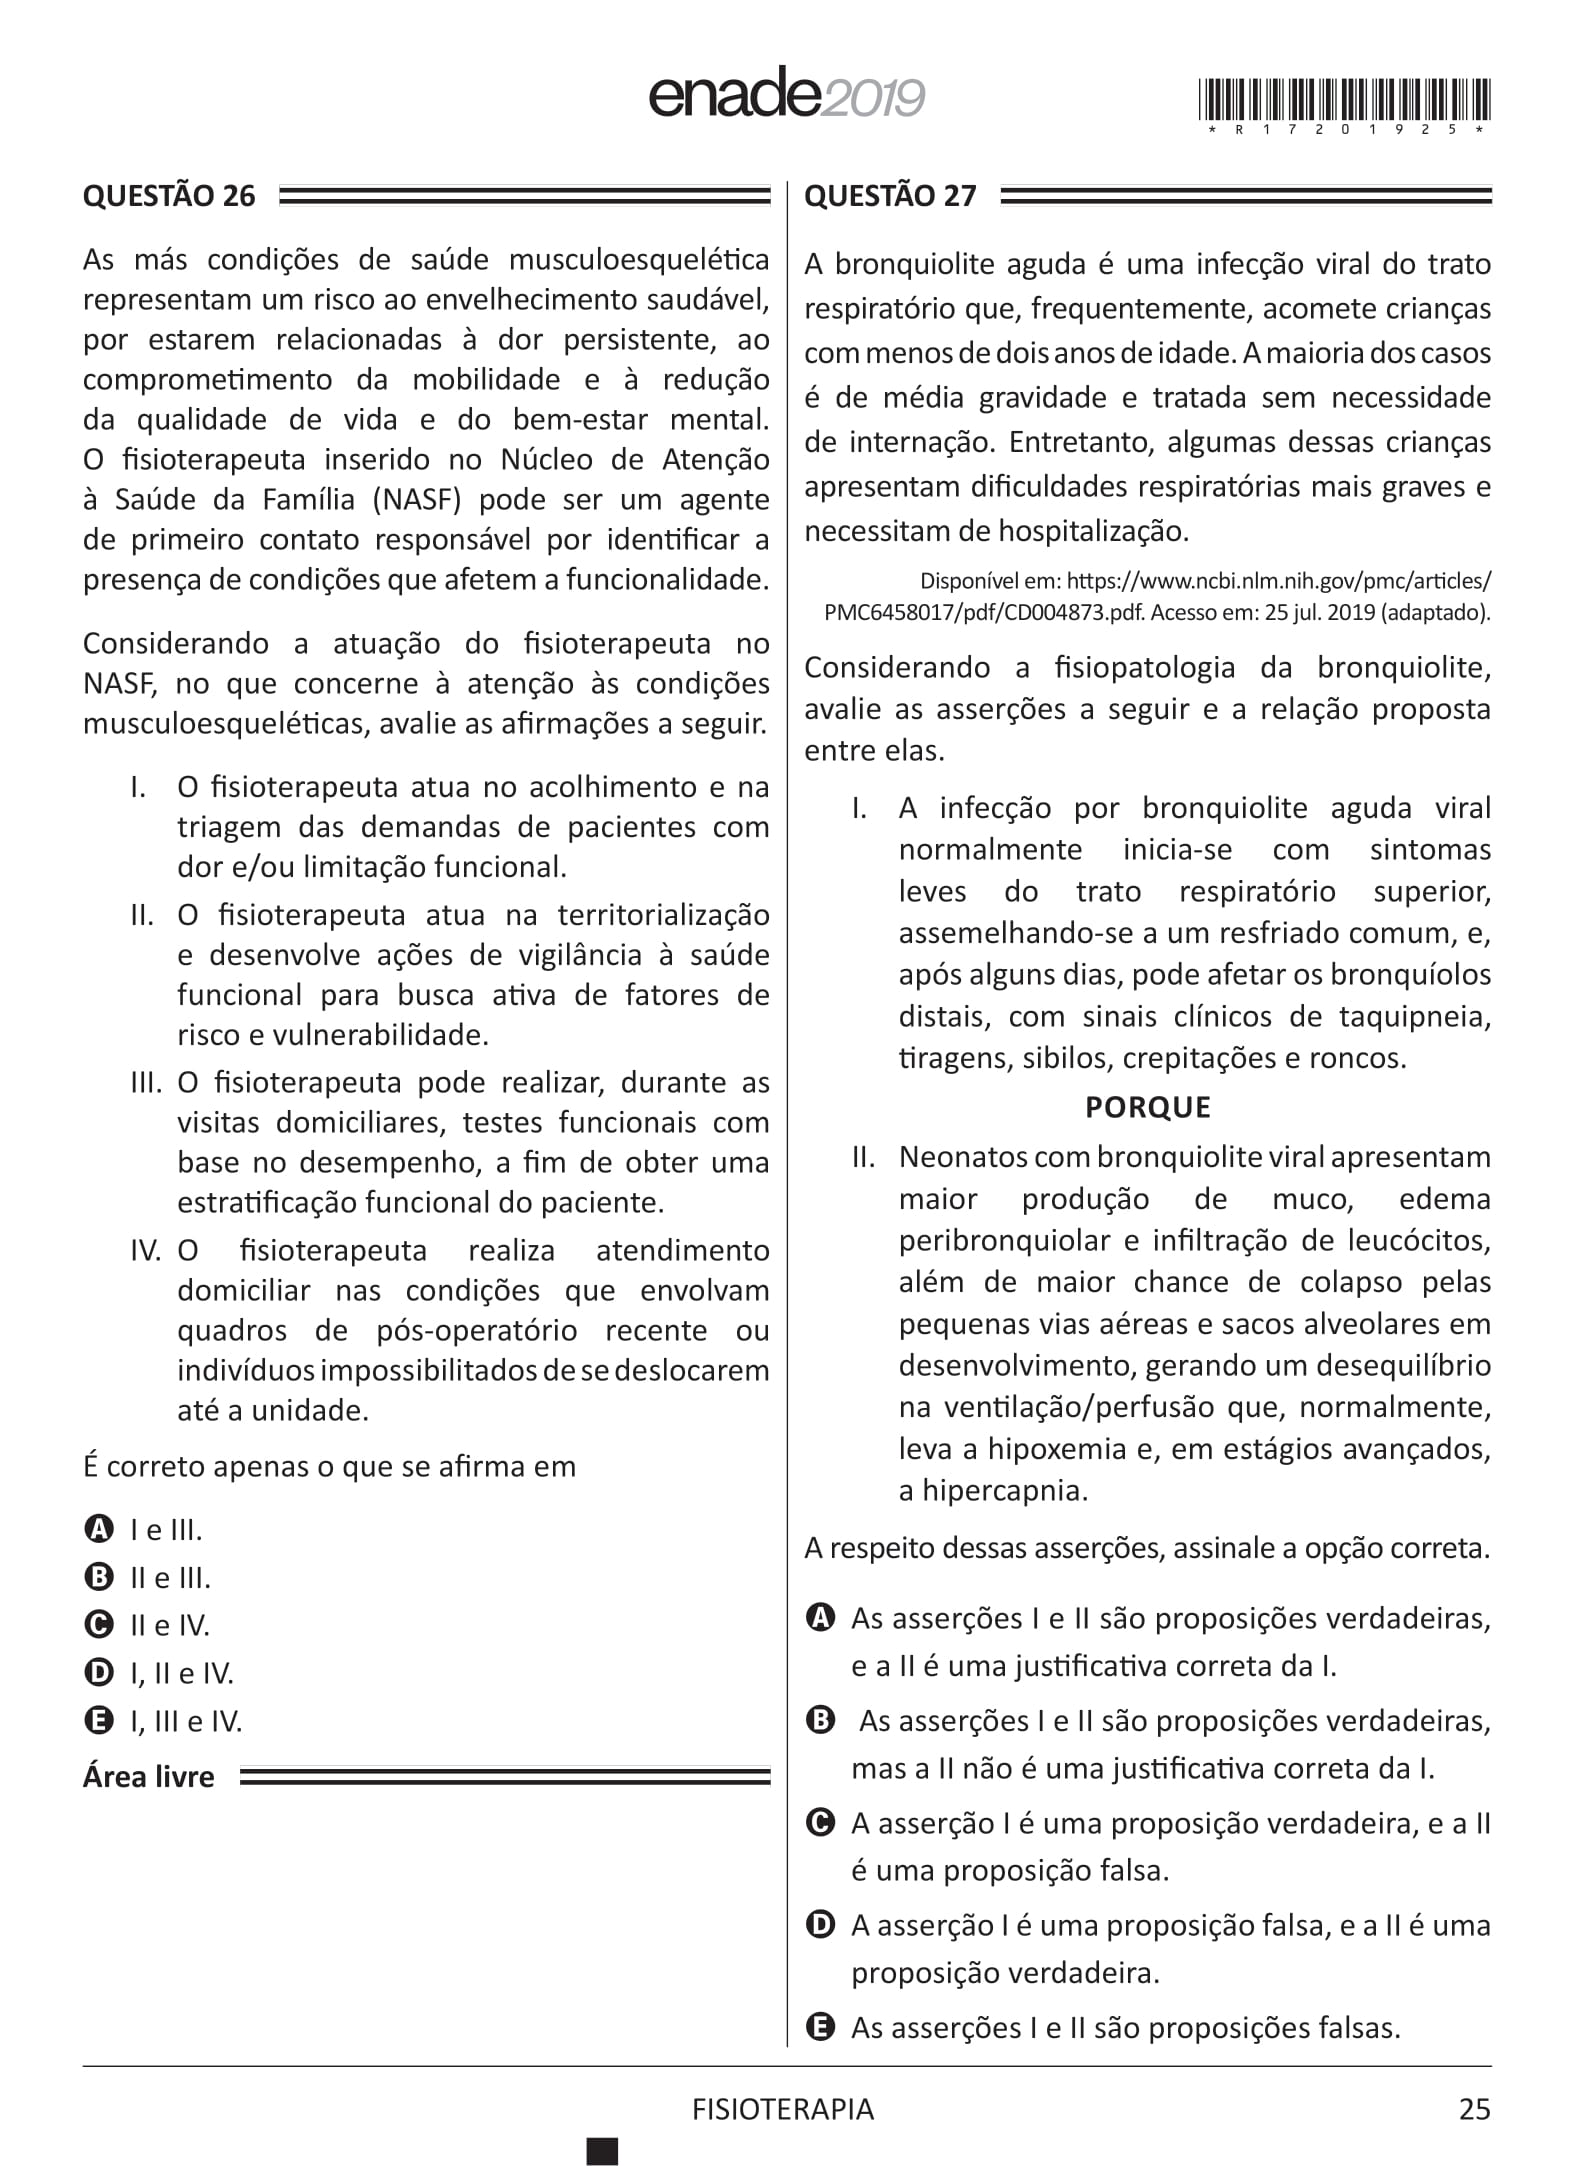 enade2019
*R17201925*
QUESTÃO 26
As más condições de saúde musculoesquelética
representam um risco ao envelhecimento saudável,
por estarem relacionadas à dor persistente, ao
comprometimento da mobilidade e à redução
da qualidade de vida e do bem-estar mental.
O fisioterapeuta inserido no Núcleo de Atenção
à Saúde da Família (NASF) pode ser um agente
de primeiro contato responsável por identificar a
presença de condições que afetem a funcionalidade.
Considerando a atuação do fisioterapeuta no
NASF, no que concerne à atenção às condições
musculoesqueléticas, avalie as afirmações a seguir.
I. O fisioterapeuta atua no acolhimento e na
triagem das demandas de pacientes com
dor e/ou limitação funcional.
II. O fisioterapeuta atua na territorialização
e desenvolve ações de vigilância à saúde
funcional para busca ativa de fatores de
risco e vulnerabilidade.
III. O fisioterapeuta pode realizar, durante as
visitas domiciliares, testes funcionais com
base no desempenho, a fim de obter uma
estratificação funcional do paciente.
IV. O fisioterapeuta realiza atendimento
domiciliar nas condições que envolvam
quadros de pós-operatório recente ou
indivíduos impossibilitados de se deslocarem
até a unidade.
É correto apenas o que se afirma em
A I e III.
B II e III.
C II e IV.
D I, II e IV.
E I, III e IV.
Área livre
QUESTÃO 27
A bronquiolite aguda é uma infecção viral do trato
respiratório que, frequentemente, acomete crianças
com menos de dois anos de idade. A maioria dos casos
é de média gravidade e tratada sem necessidade
de internação. Entretanto, algumas dessas crianças
apresentam dificuldades respiratórias mais graves e
necessitam de hospitalização.
Disponível em: https://www.ncbi.nlm.nih.gov/pmc/articles/
PMC6458017/pdf/CD004873.pdf. Acesso em: 25 jul. 2019 (adaptado).
Considerando a fisiopatologia da bronquiolite,
avalie as asserções a seguir e a relação proposta
entre elas.
I. A infecção por bronquiolite aguda viral
normalmente inicia-se com sintomas
leves do trato respiratório superior,
assemelhando-se a um resfriado comum, e,
após alguns dias, pode afetar os bronquíolos
distais, com sinais clínicos de taquipneia,
tiragens, sibilos, crepitações e roncos.
PORQUE
II. Neonatos com bronquiolite viral apresentam
maior produção de muco, edema
peribronquiolar e infiltração de leucócitos,
além de maior chance de colapso pelas
pequenas vias aéreas e sacos alveolares em
desenvolvimento, gerando um desequilíbrio
na ventilação/perfusão que, normalmente,
leva a hipoxemia e, em estágios avançados,
a hipercapnia.
A respeito dessas asserções, assinale a opção correta.
A As asserções I e II são proposições verdadeiras,
e a II é uma justificativa correta da I.
B As asserções I e II são proposições verdadeiras,
mas a II não é uma justificativa correta da I.
C A asserção I é uma proposição verdadeira, e a II
é uma proposição falsa.
D A asserção I é uma proposição falsa, e a II é uma
proposição verdadeira.
E As asserções I e II são proposições falsas.
FISIOTERAPIA
25